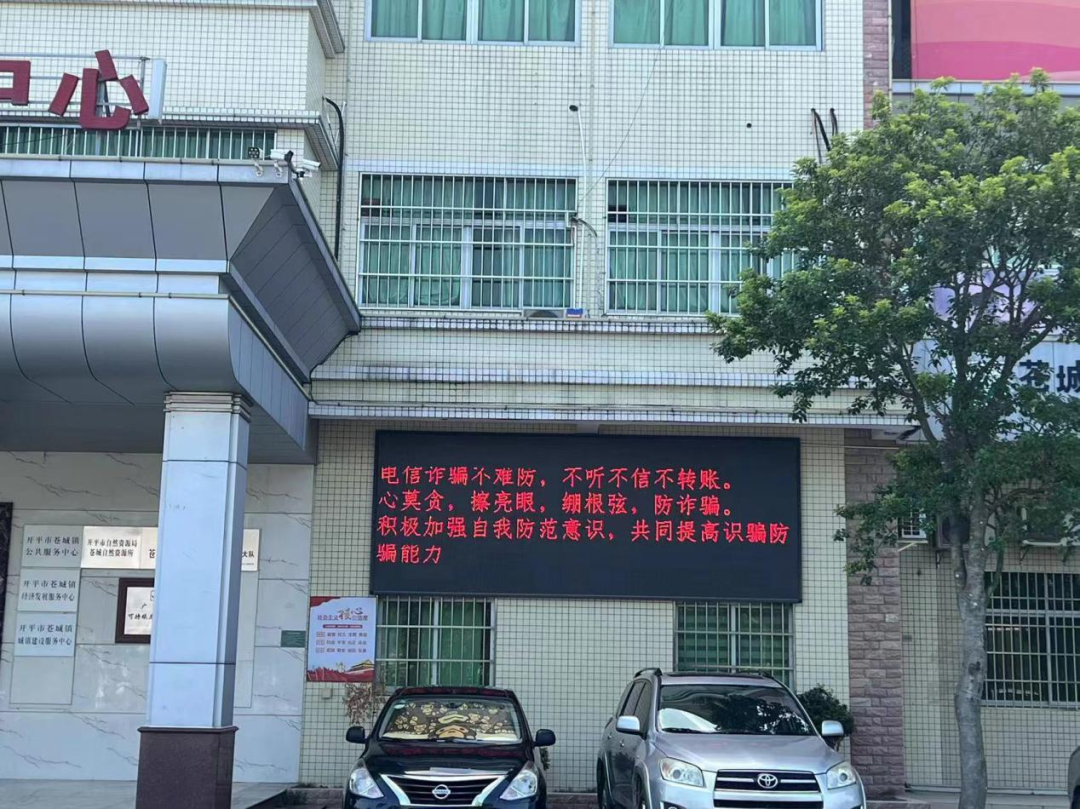 中心
电信诈骗不难防，不听不信不转账。
心莫贪，擦亮眼，绷根弦，防诈骗。
积极加强自我防范意识，共同提高识骗防
骗能力
苍城
开平市苍城镇
公共服务中心
开平市自然资源局
苍城自然资源所
大队
开平市苍城镇
经济发展服务中心
开平市苍城镇
城镇建设服务中心